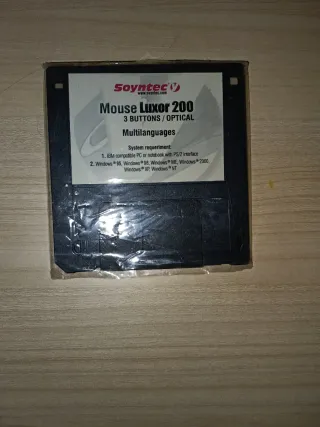 Soyntec
Mouse Luxor 200
3 BUTTONS / OPTICAL
Multilanguages
System requeriment:
1. IBM compatible PC or notebook with PS/2 interface
2. Windows® 95, Windows® 98, Windows® ME, Windows® 2000,
Windows® XP, Windows® NT